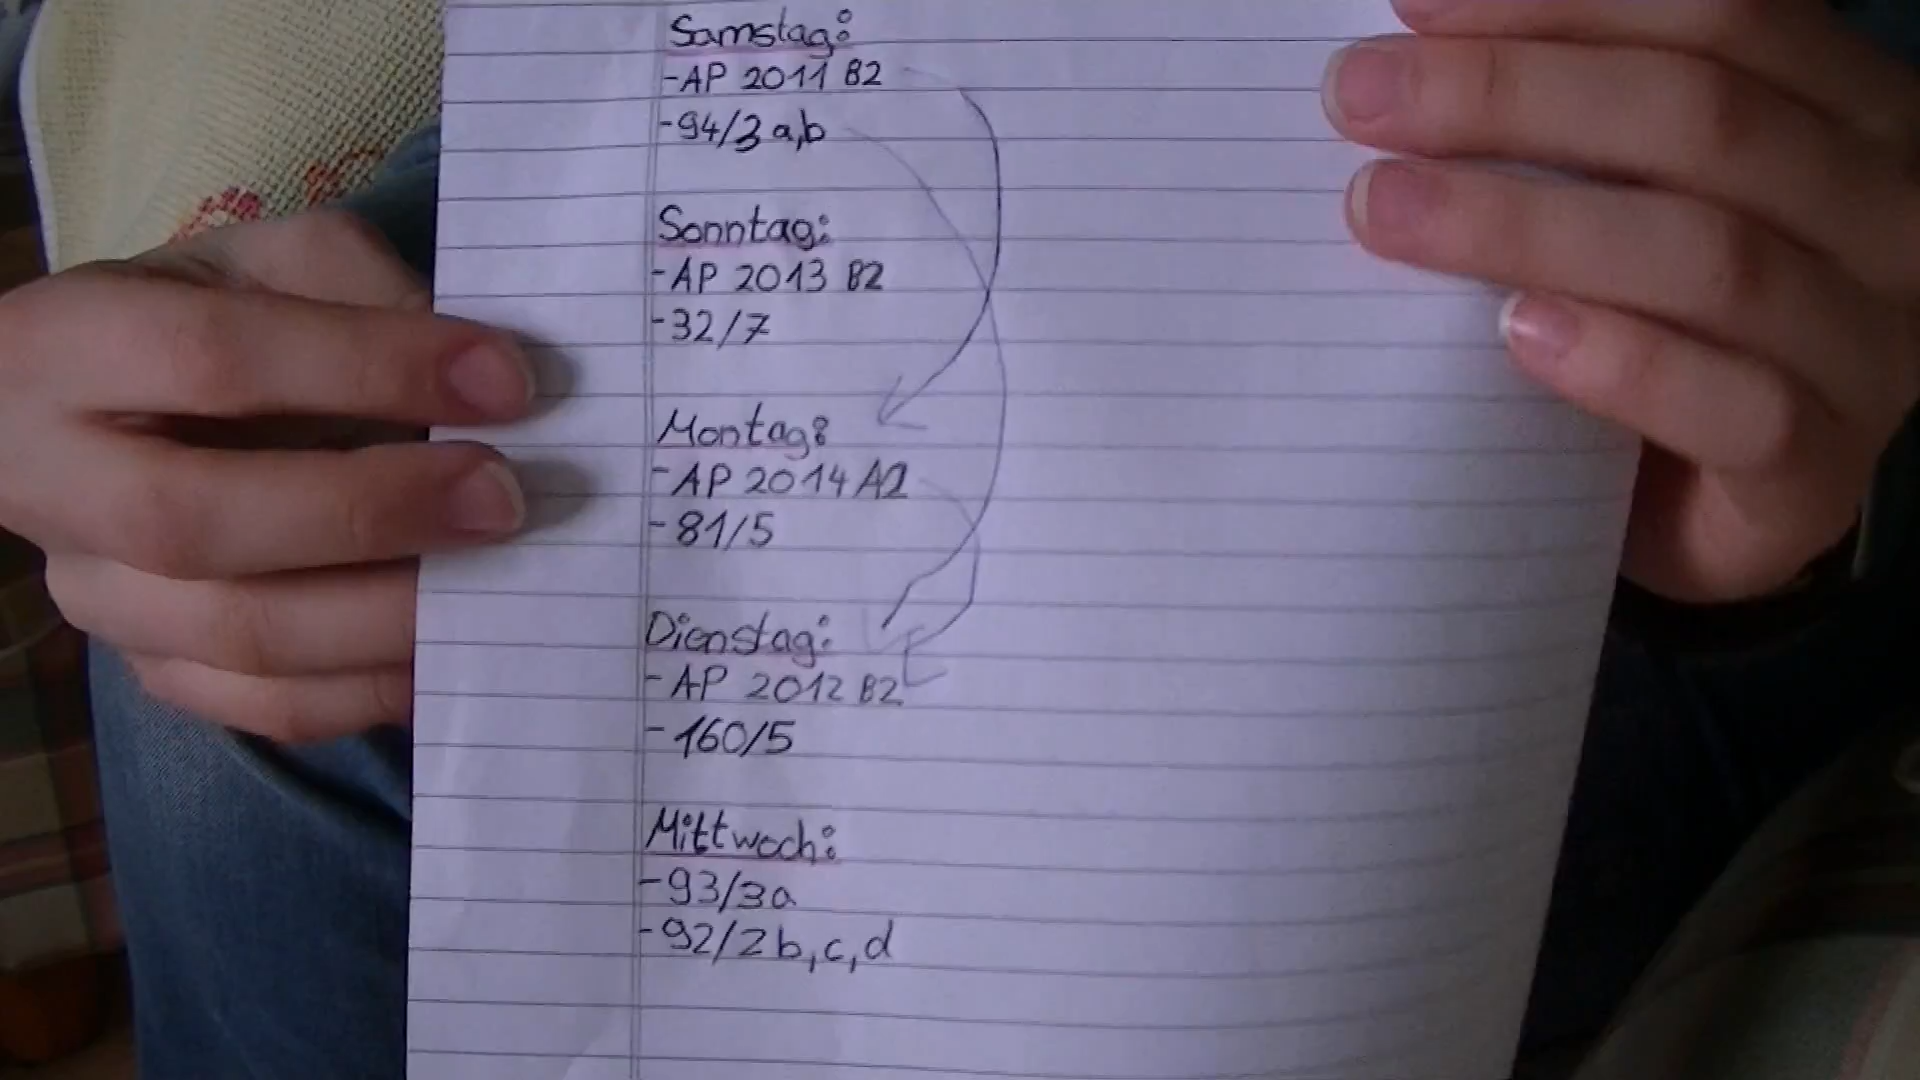 Samstag:
-AP 2011 B2
-94/3a,b
Sonntag:
-AP 2013 B2
-32/7
Montag:
-AP 2014 A2
-81/5
Dienstag:
-AP 2012 B2
-160/5
Mittwoch:
-93/3a
-92/2b,c,d